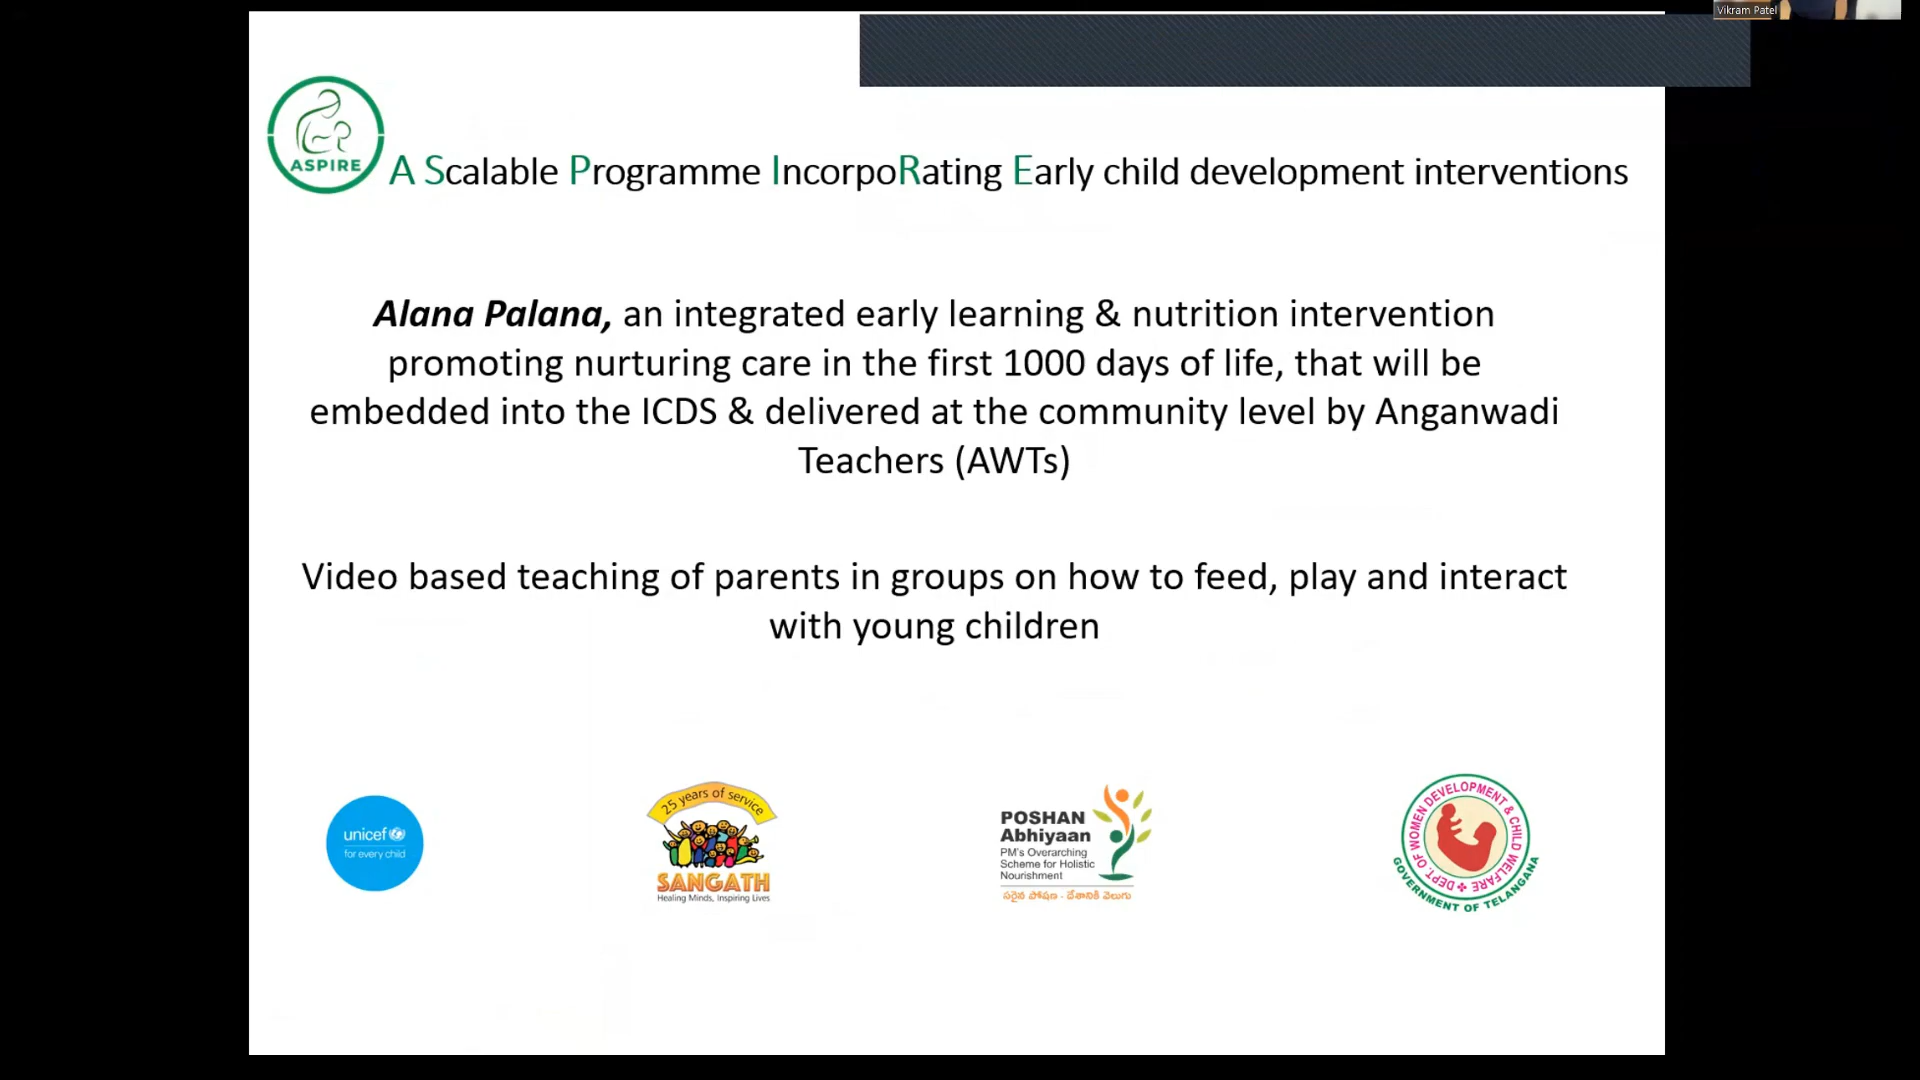 Vikram Patel
ASPIRE
A Scalable Programme IncorpoRating Early child development interventions
Alana Palana, an integrated early learning & nutrition intervention
promoting nurturing care in the first 1000 days of life, that will be
embedded into the ICDS & delivered at the community level by Anganwadi
Teachers (AWTs)
Video based teaching of parents in groups on how to feed, play and interact
with young children
unicef
for every child
25 years of service
SANGATH
Healing Minds, Inspiring Lives
POSHAN
Abhiyaan
PM's Overarching
Scheme for Holistic
Nourishment
సరైన పోషణ - దేశానికి వెలుగు
DEPT. OF WOMEN DEVELOPMENT & CHILD WELFARE
GOVERNMENT OF TELANGANA